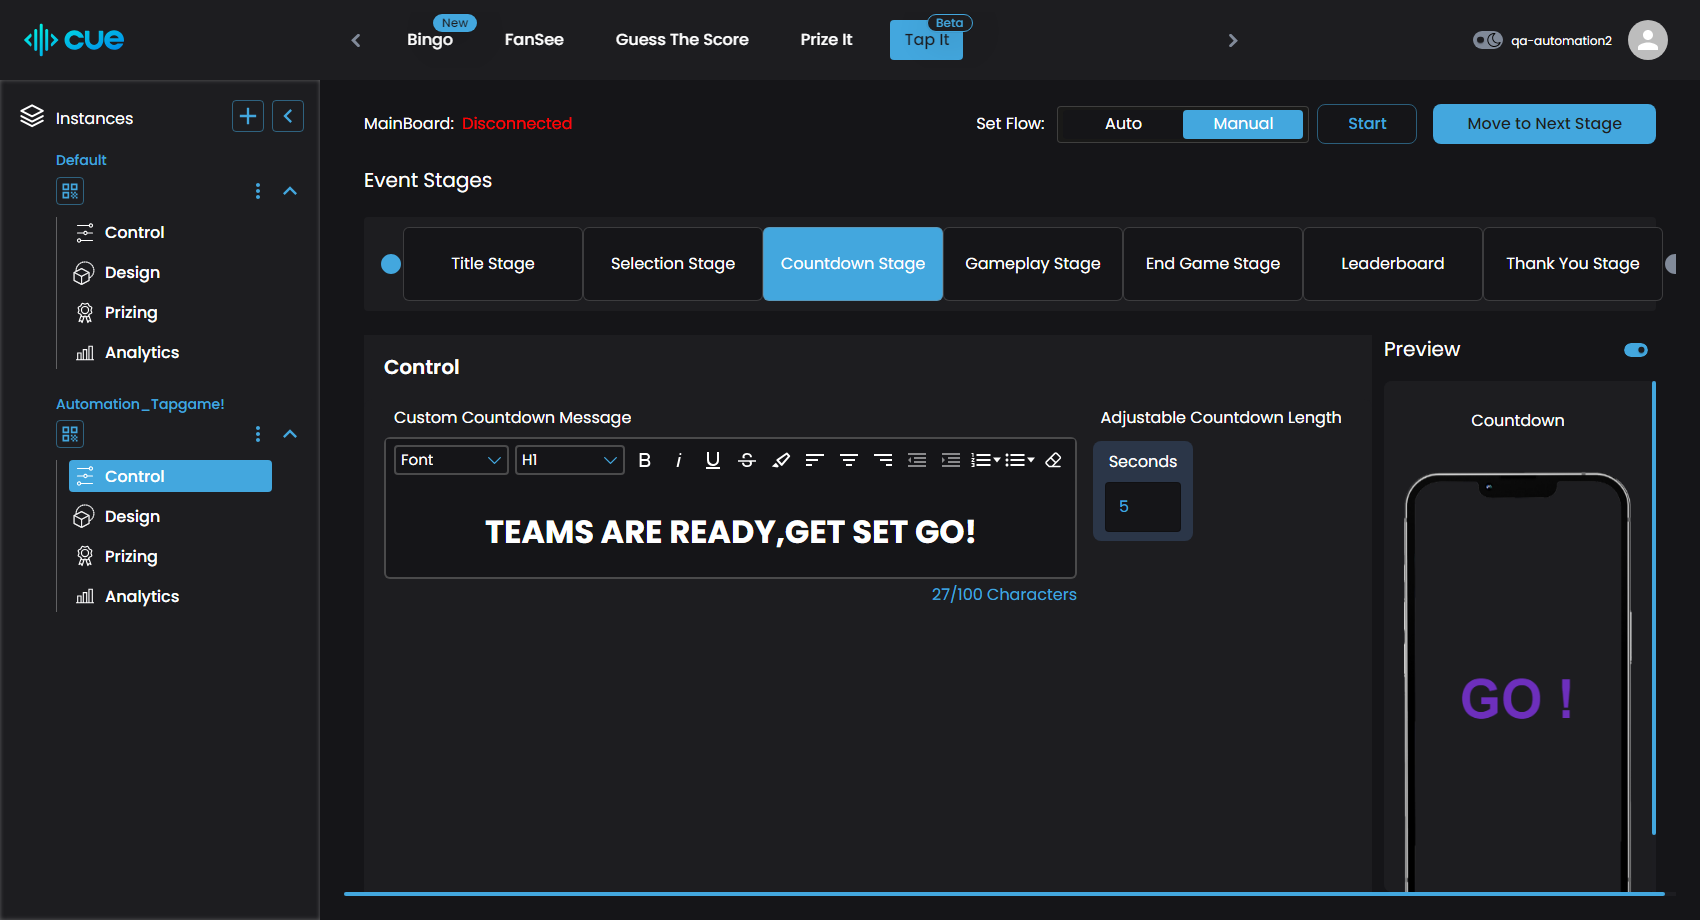 cue
New
Bingo
FanSee
Guess The Score
Prize It
Beta
Tap It
qa-automation2
Instances
Default
Control
Design
Prizing
Analytics
Automation_Tapgame!
Control
Design
Prizing
Analytics
MainBoard: Disconnected
Set Flow:
Auto
Manual
Start
Move to Next Stage
Event Stages
Title Stage
Selection Stage
Countdown Stage
Gameplay Stage
End Game Stage
Leaderboard
Thank You Stage
Control
Custom Countdown Message
Font
H1
B
i
U
S
TEAMS ARE READY,GET SET GO!
27/100 Characters
Adjustable Countdown Length
Seconds
5
Preview
Countdown
GO !